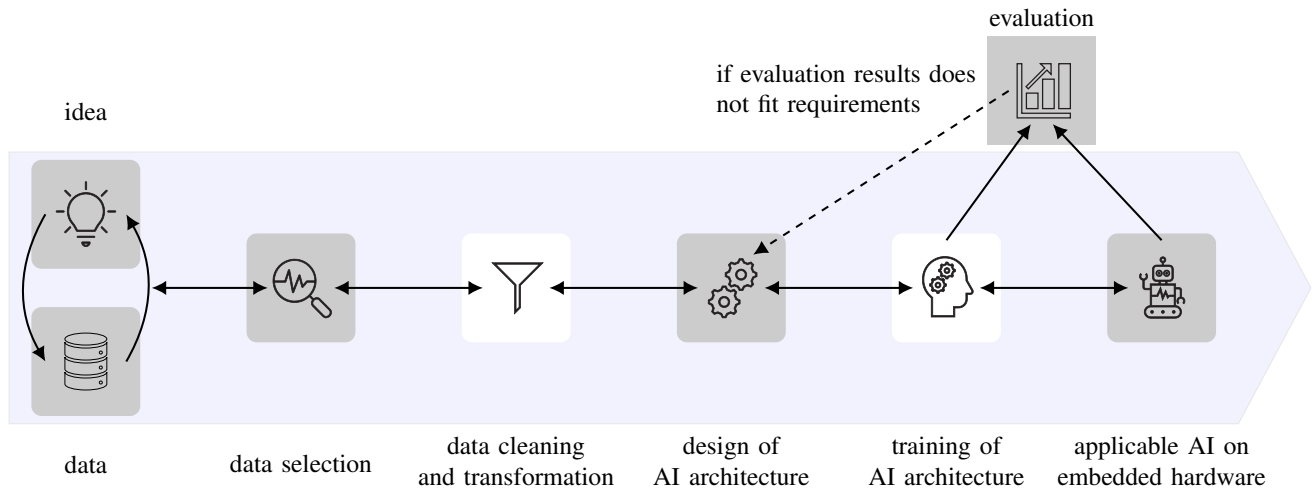 evaluation
if evaluation results does
not fit requirements
idea
data
data selection
data cleaning
and transformation
design of
AI architecture
training of
AI architecture
applicable AI on
embedded hardware